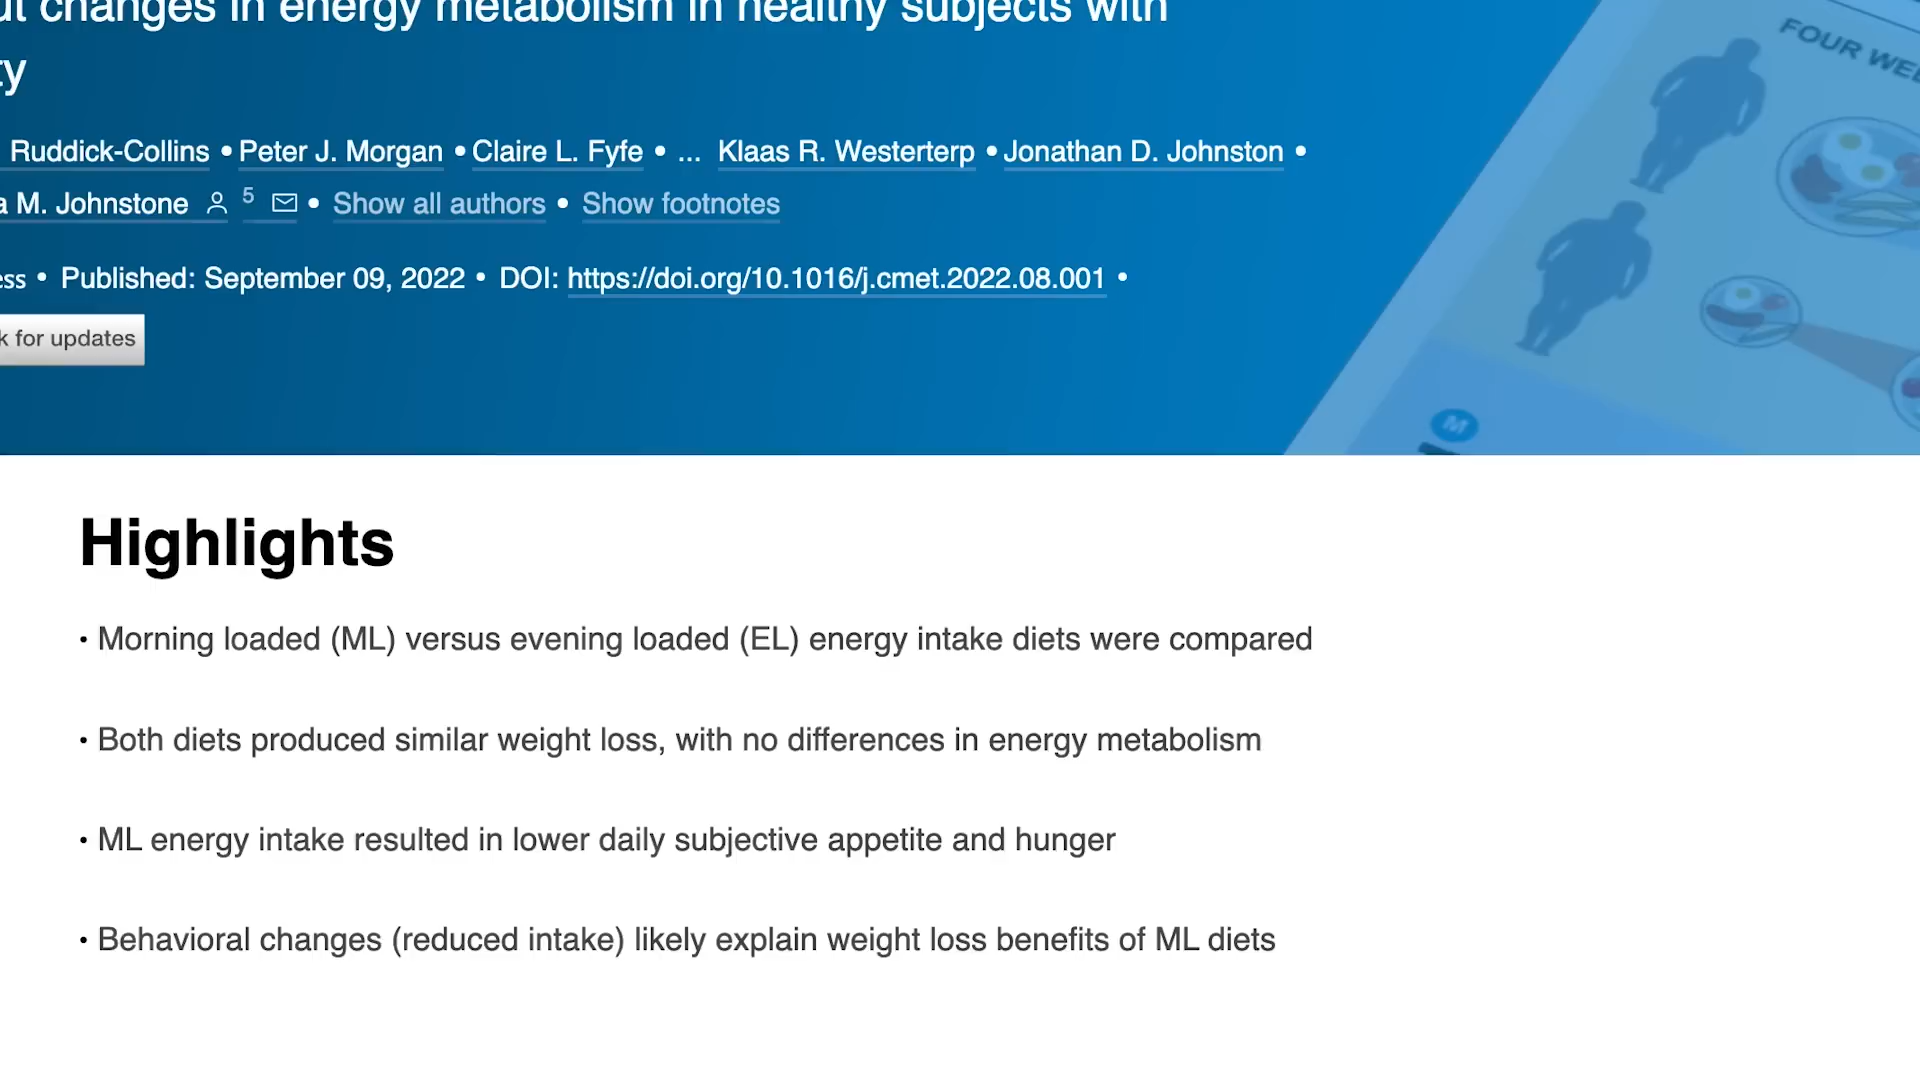 changes in energy metabolism in healthy subjects with
Ruddick-Collins • Peter J. Morgan • Claire L. Fyfe • ... Klaas R. Westerterp • Jonathan D. Johnston •
M. Johnstone 5 • Show all authors • Show footnotes
• Published: September 09, 2022 • DOI: https://doi.org/10.1016/j.cmet.2022.08.001 •
for updates
FOUR
M
Highlights
• Morning loaded (ML) versus evening loaded (EL) energy intake diets were compared
• Both diets produced similar weight loss, with no differences in energy metabolism
• ML energy intake resulted in lower daily subjective appetite and hunger
• Behavioral changes (reduced intake) likely explain weight loss benefits of ML diets